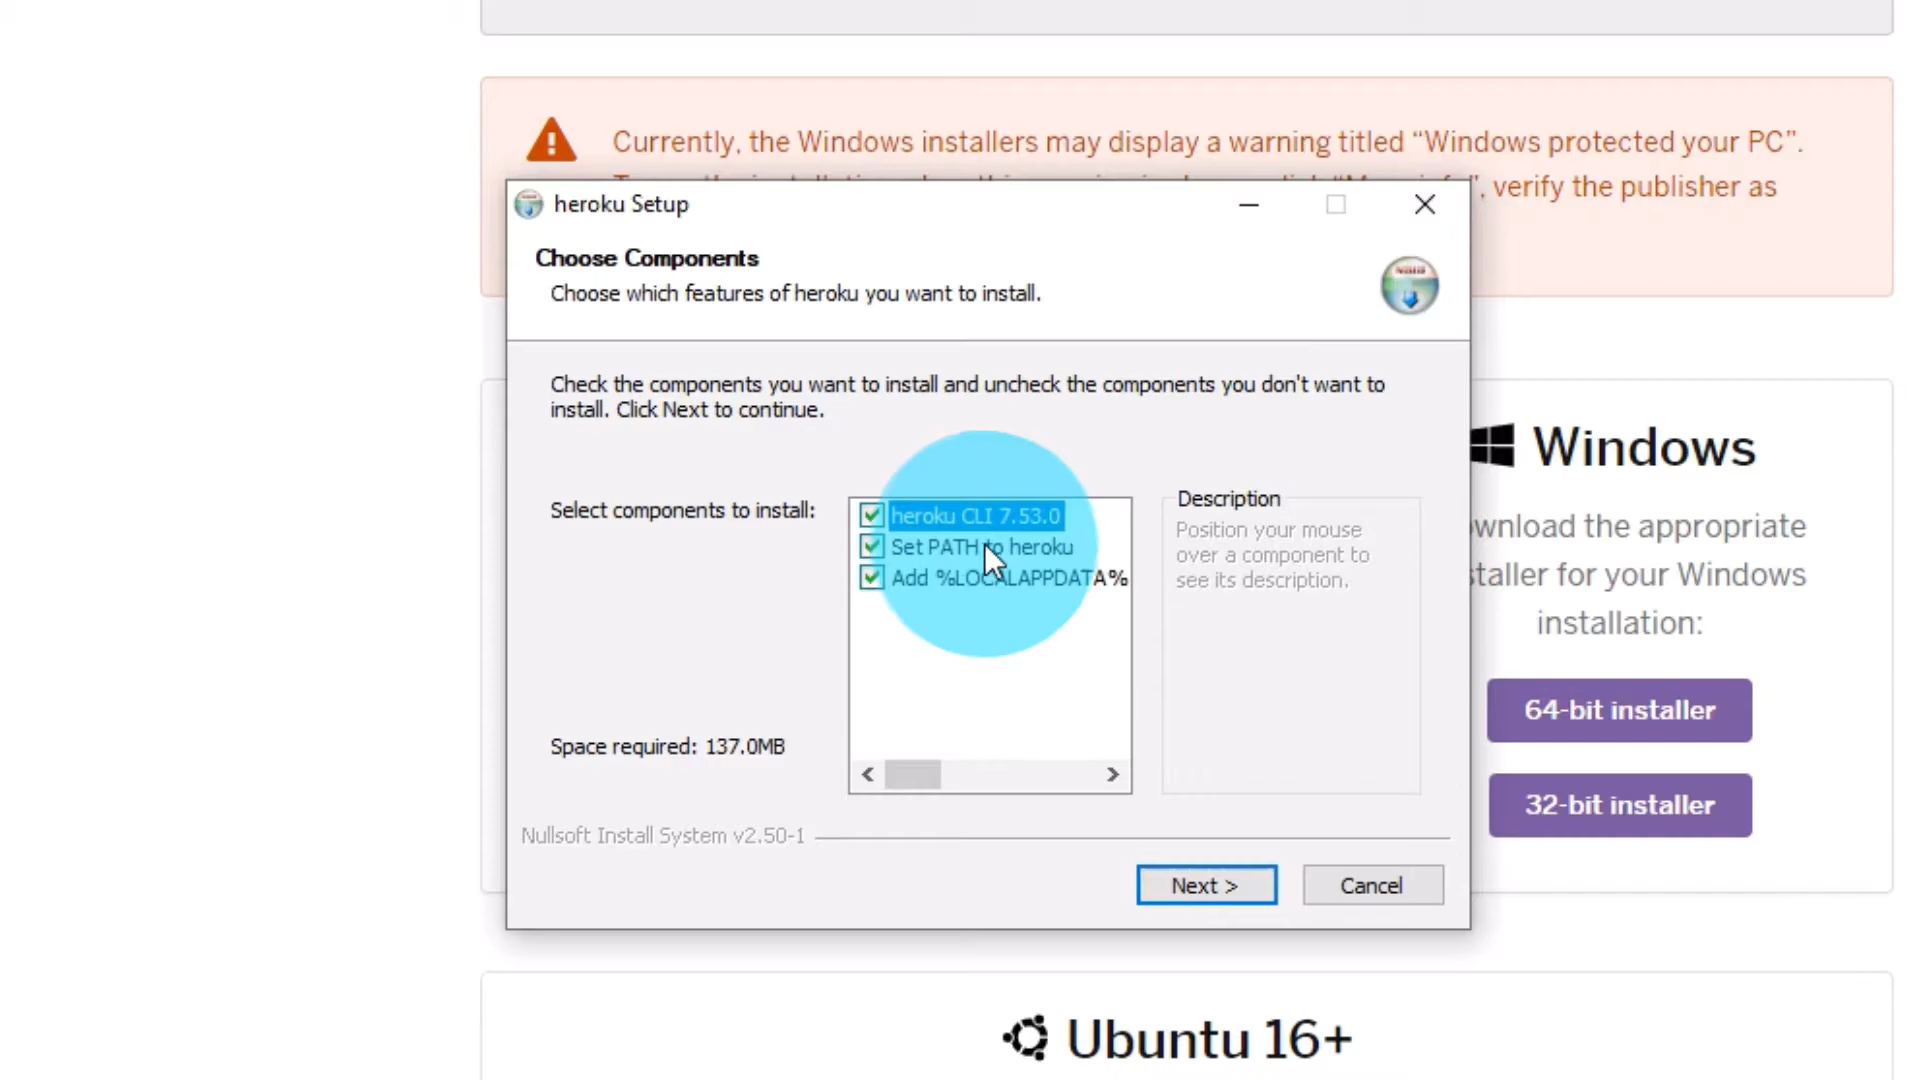 Currently, the Windows installers may display a warning titled “Windows protected your PC”.
, verify the publisher as
heroku Setup
Choose Components
Choose which features of heroku you want to install.
Check the components you want to install and uncheck the components you don't want to
install. Click Next to continue.
Select components to install:
heroku CLI 7.53.0
Set PATH to heroku
Add %LOCALAPPDATA%
Description
Position your mouse
over a component to
see its description.
Space required: 137.0MB
Nullsoft Install System v2.50-1
Next >
Cancel
Windows
the appropriate
for your Windows
installation:
64-bit installer
32-bit installer
Ubuntu 16+